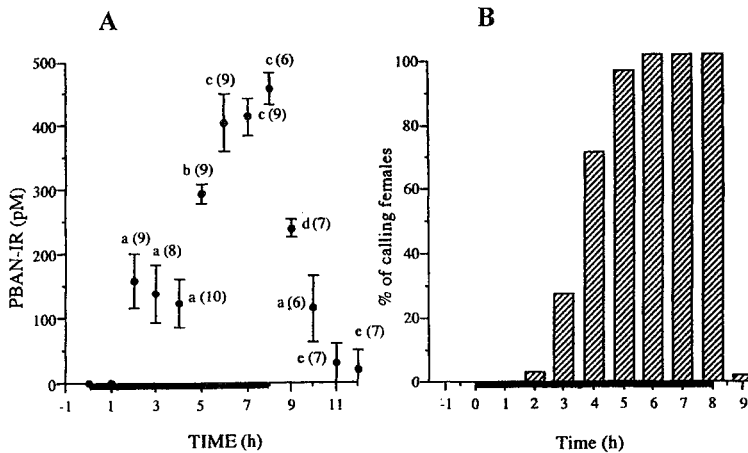 A
B
500
400
300
200
100
0
PBAN-IR (pM)
c (6)
c (9)
c (9)
b (9)
d (7)
a (9)
a (8)
a (10)
a (6)
e (7)
e (7)
-1 1 3 5 7 9 11
TIME (h)
100
80
60
40
20
0
% of calling females
-1 0 1 2 3 4 5 6 7 8 9
Time (h)